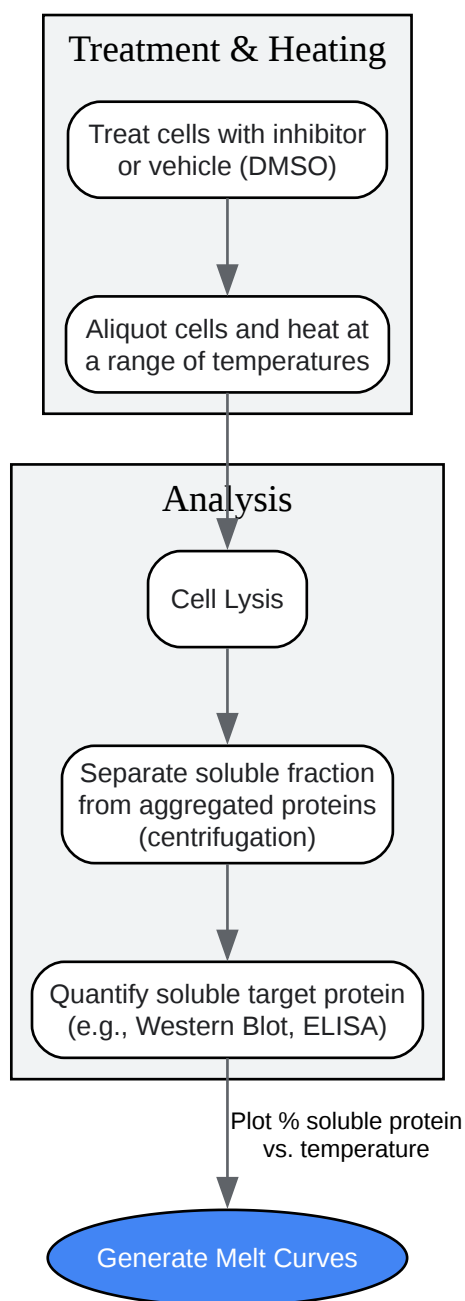 Treatment & Heating
Treat cells with inhibitor
or vehicle (DMSO)
Aliquot cells and heat at
a range of temperatures
Analysis
Cell Lysis
Separate soluble fraction
from aggregated proteins
(centrifugation)
Quantify soluble target protein
(e.g., Western Blot, ELISA)
Plot % soluble protein
vs. temperature
Generate Melt Curves